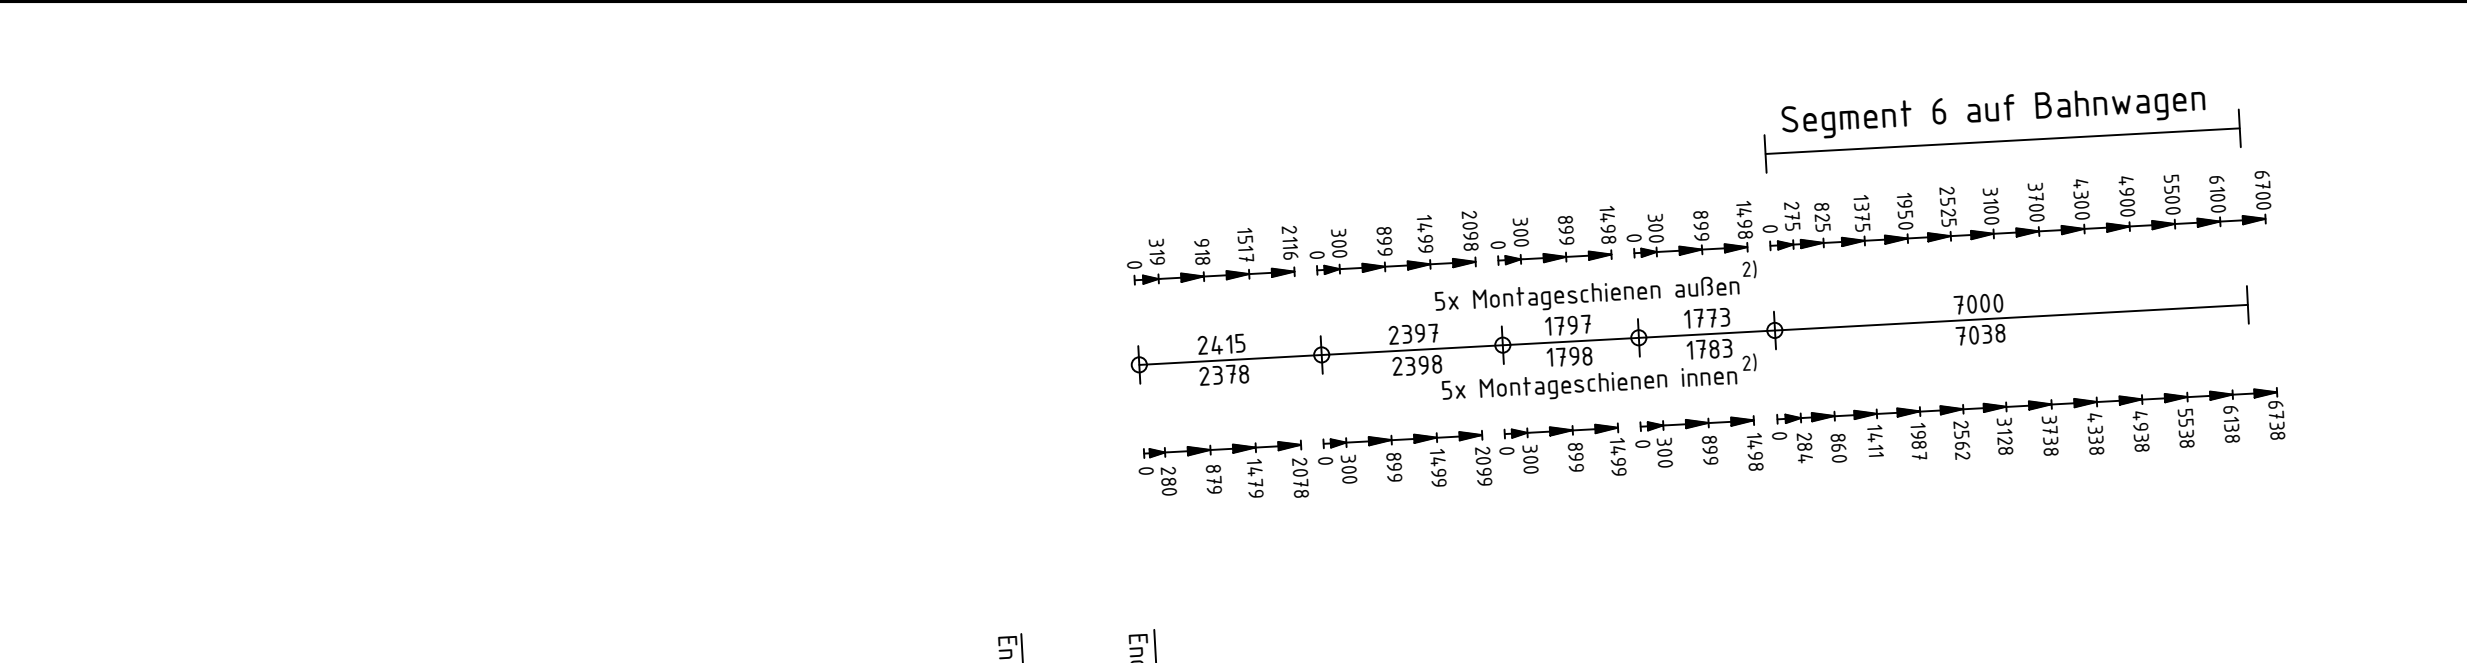 Segment 6 auf Bahnwagen
0 319 918 1517 2116 0 300 899 1499 2098 0 300 899 1498 0 300 899 1498 0 275 825 1375 1950 2525 3100 3700 4300 4900 5500 6100 6700
5x Montageschienen außen 2)
2415 2397 1797 1773 7000
2378 2398 1798 1783 7038
5x Montageschienen innen 2)
0 280 879 1479 2078 0 300 899 1499 2099 0 300 899 1499 0 300 899 1498 0 284 860 1411 1987 2562 3128 3738 4338 4938 5538 6138 6738